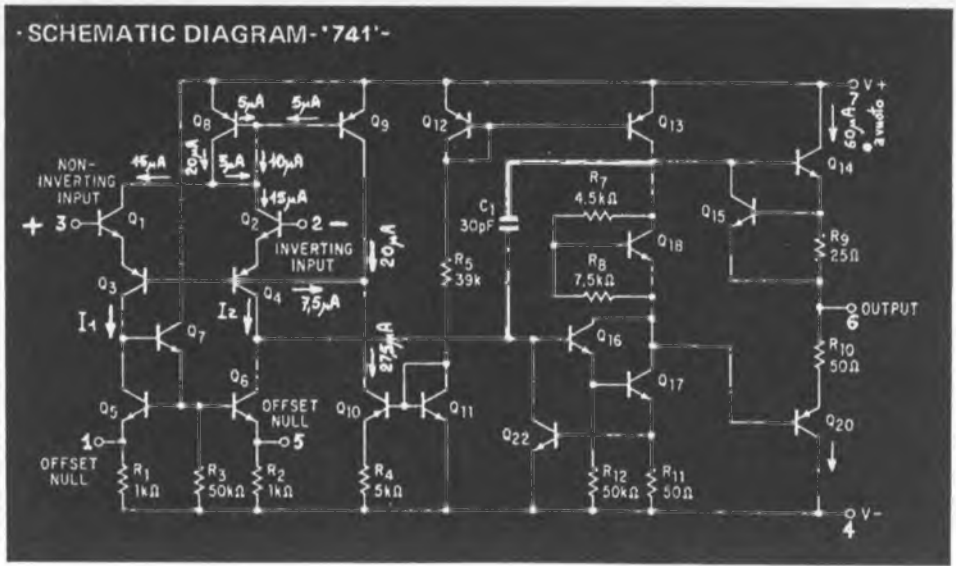 · SCHEMATIC DIAGRAM-'741'-
V+
7
60µA
a vuoto
5µA
5µA
Q8
Q9
Q12
Q13
Q14
20µA
5µA
10µA
15µA
15µA
NON-
INVERTING
INPUT
+ 3
Q1
Q2
2 -
INVERTING
INPUT
C1
30pF
R7
4.5kΩ
Q15
Q18
R9
25Ω
R5
39k
R8
7,5kΩ
20µA
Q3
Q4
7,5µA
6
OUTPUT
I1
I2
Q7
Q16
R10
50Ω
27,5µA
Q6
Q17
Q5
OFFSET
NULL
Q10
Q11
Q20
1
5
Q22
OFFSET
NULL
R1
1kΩ
R3
50kΩ
R2
1kΩ
R4
5kΩ
R12
50kΩ
R11
50Ω
V-
4